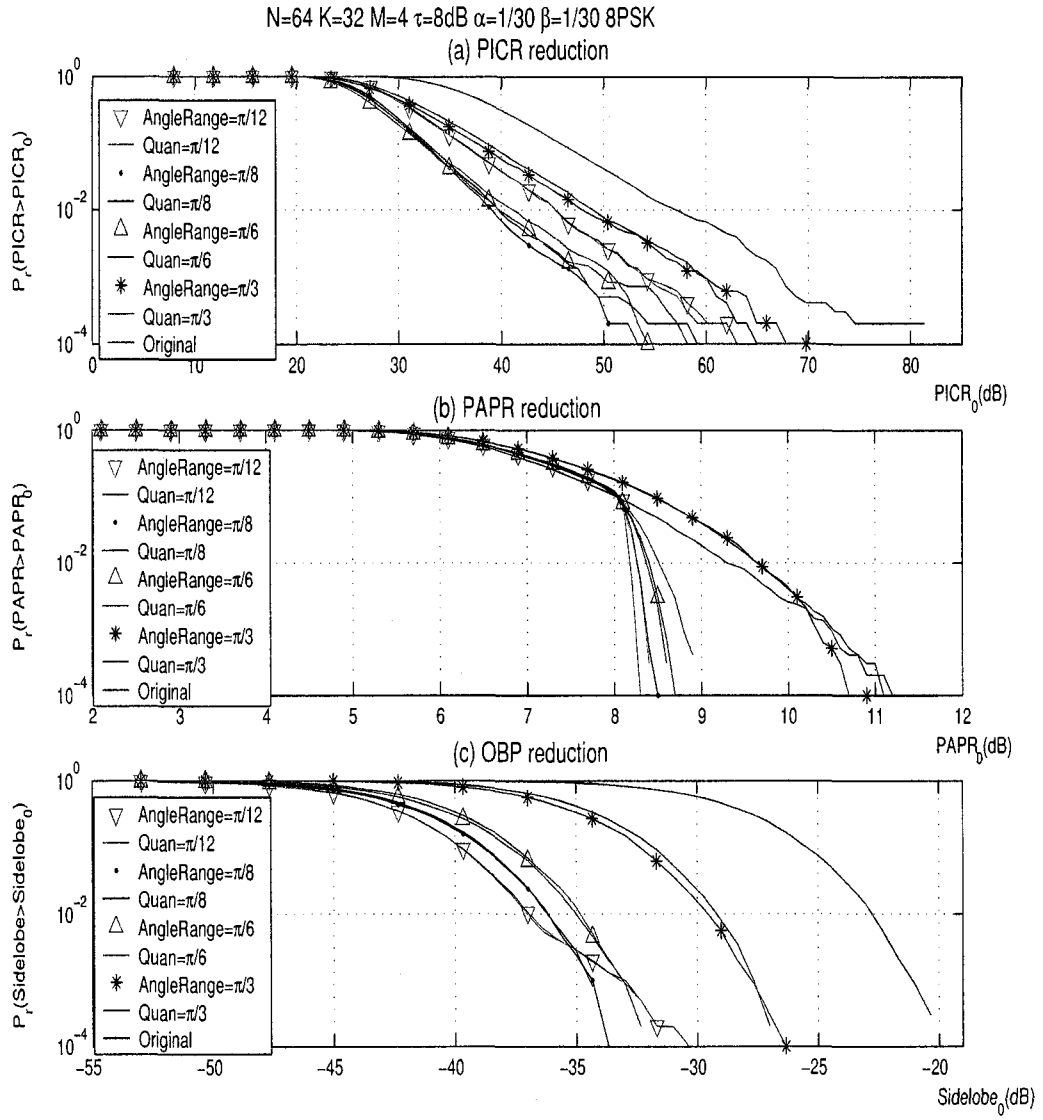 N=64 K=32 M=4 τ=8dB α=1/30 β=1/30 8PSK
(a) PICR reduction
10^0
10^-2
10^-4
P_r(PICR>PICR_0)
AngleRange=π/12
Quan=π/12
AngleRange=π/8
Quan=π/8
AngleRange=π/6
Quan=π/6
AngleRange=π/3
Quan=π/3
Original
0 10 20 30 40 50 60 70 80
PICR_0(dB)
(b) PAPR reduction
10^0
10^-2
10^-4
P_r(PAPR>PAPR_0)
AngleRange=π/12
Quan=π/12
AngleRange=π/8
Quan=π/8
AngleRange=π/6
Quan=π/6
AngleRange=π/3
Quan=π/3
Original
2 3 4 5 6 7 8 9 10 11 12
PAPR_0(dB)
(c) OBP reduction
10^0
10^-2
10^-4
P_r(Sidelobe>Sidelobe_0)
AngleRange=π/12
Quan=π/12
AngleRange=π/8
Quan=π/8
AngleRange=π/6
Quan=π/6
AngleRange=π/3
Quan=π/3
Original
-55 -50 -45 -40 -35 -30 -25 -20
Sidelobe_0(dB)